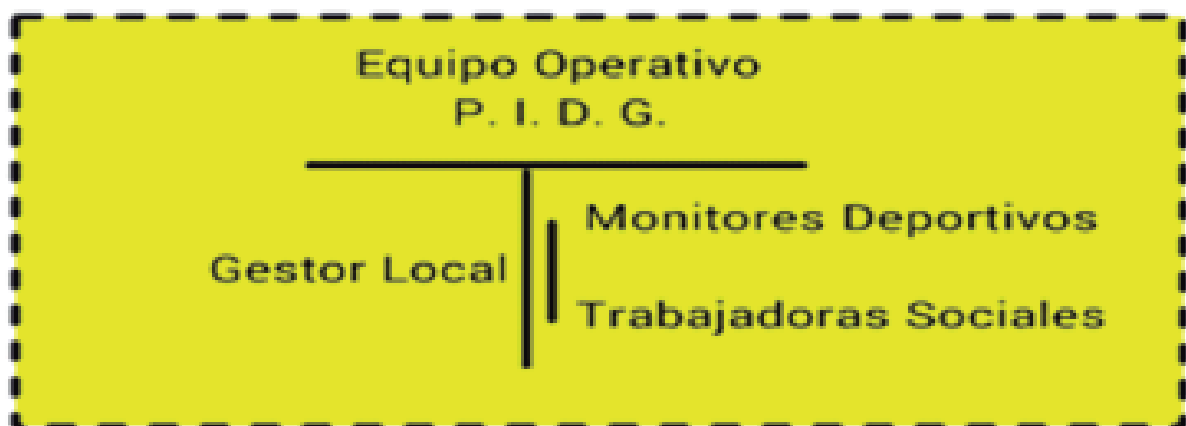 Equipo Operativo
P. I. D. G.
Monitores Deportivos
Gestor Local
Trabajadoras Sociales